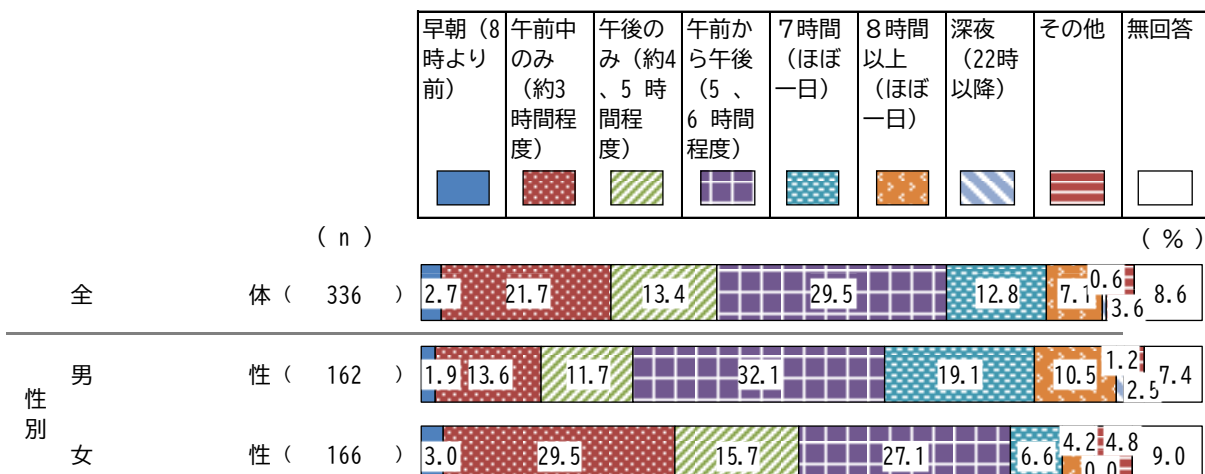 早朝（8時より前）
午前中のみ（約3時間程度）
午後のみ（約4、5 時間程度）
午前から午後（5 、6 時間程度）
７時間（ほぼ一日）
８時間以上（ほぼ一日）
深夜（22時以降）
その他
無回答
( n )
( % )
全 体 ( 336 ) 2.7 21.7 13.4 29.5 12.8 7.1 0.6 3.6 8.6
性別
男 性 ( 162 ) 1.9 13.6 11.7 32.1 19.1 10.5 1.2 2.5 7.4
女 性 ( 166 ) 3.0 29.5 15.7 27.1 6.6 4.2 0.0 4.8 9.0